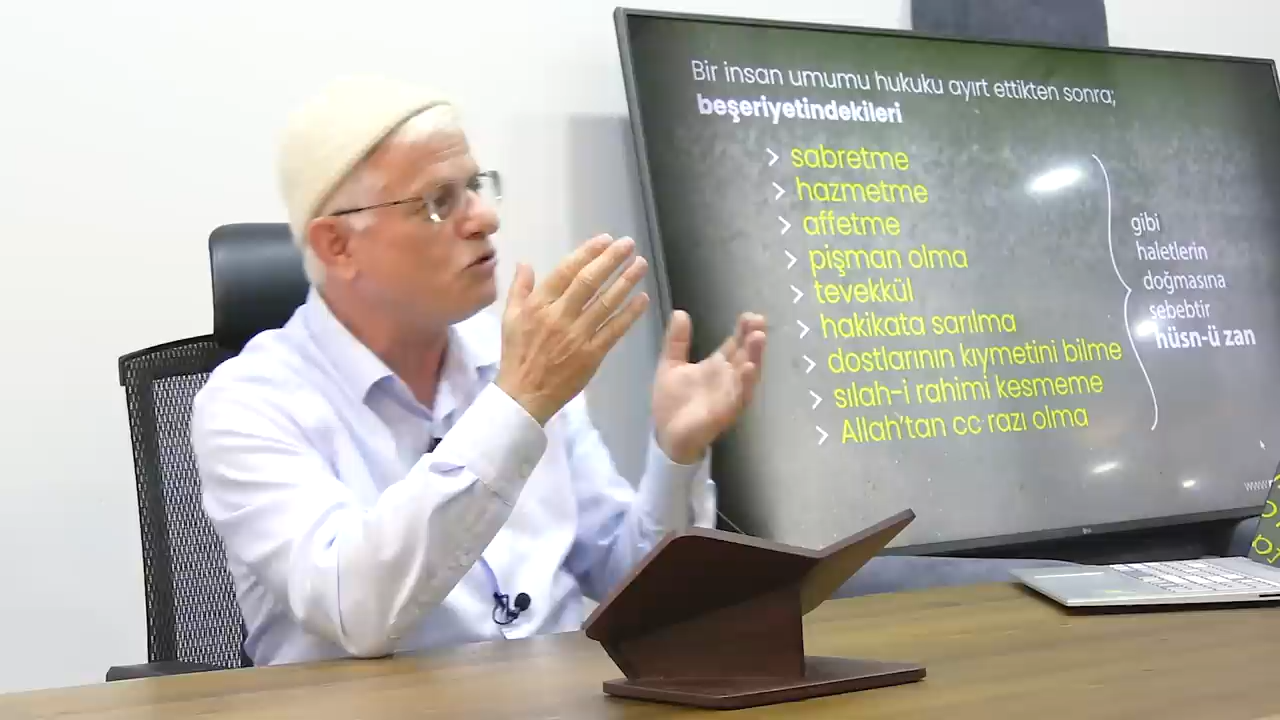 Bir insan umumu hukuku ayırt ettikten sonra;
beşeriyetindekileri
> sabretme
> hazmetme
> affetme
> pişman olma
> tevekkül
> hakikata sarılma
> dostlarının kıymetini bilme
> sılah-i rahimi kesmeme
> Allah'tan cc razı olma
gibi
haletlerin
doğmasına
sebebtir
hüsn-ü zan
www